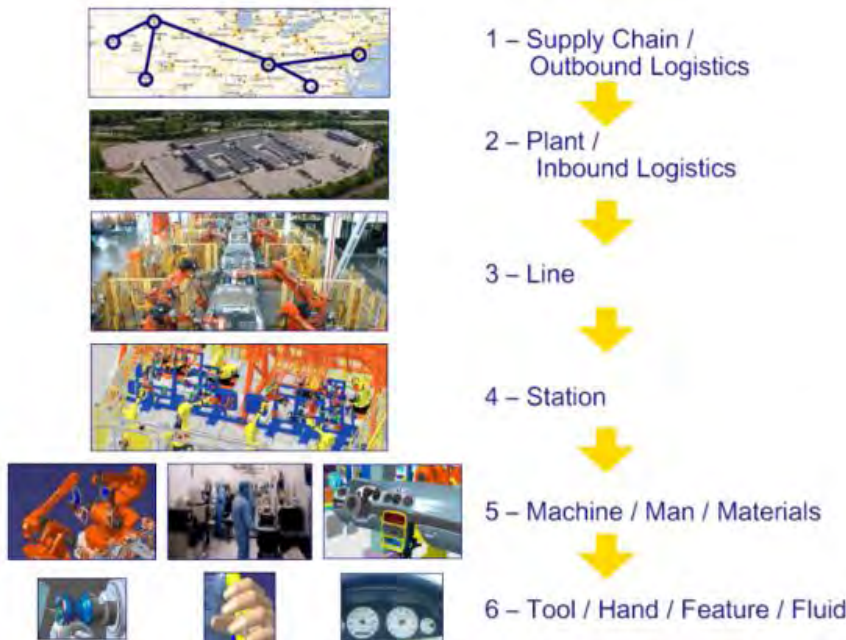 1 – Supply Chain /
Outbound Logistics
2 – Plant /
Inbound Logistics
3 – Line
4 – Station
5 – Machine / Man / Materials
6 – Tool / Hand / Feature / Fluid